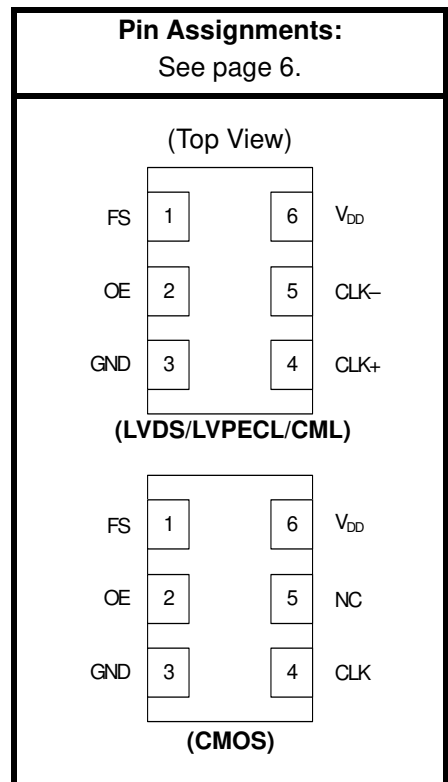 Pin Assignments:
See page 6.
(Top View)
FS 1 6 VDD
OE 2 5 CLK–
GND 3 4 CLK+
(LVDS/LVPECL/CML)
FS 1 6 VDD
OE 2 5 NC
GND 3 4 CLK
(CMOS)